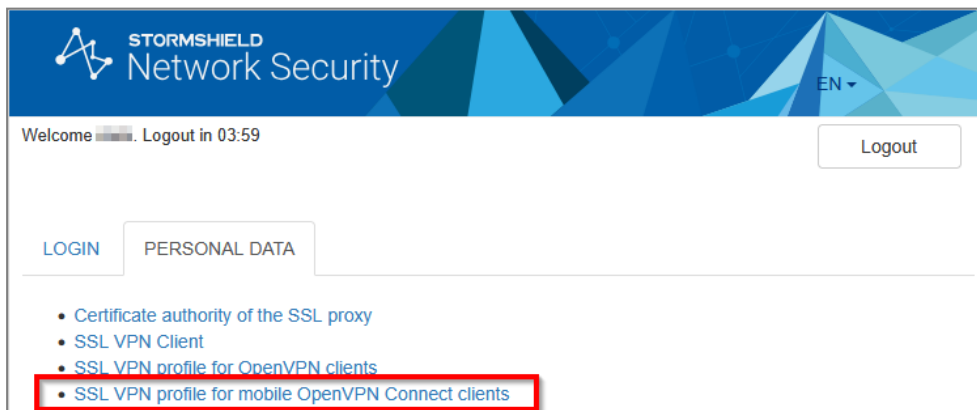 STORMSHIELD
Network Security
EN
Welcome . Logout in 03:59
Logout
LOGIN PERSONAL DATA
Certificate authority of the SSL proxy
SSL VPN Client
SSL VPN profile for OpenVPN clients
SSL VPN profile for mobile OpenVPN Connect clients